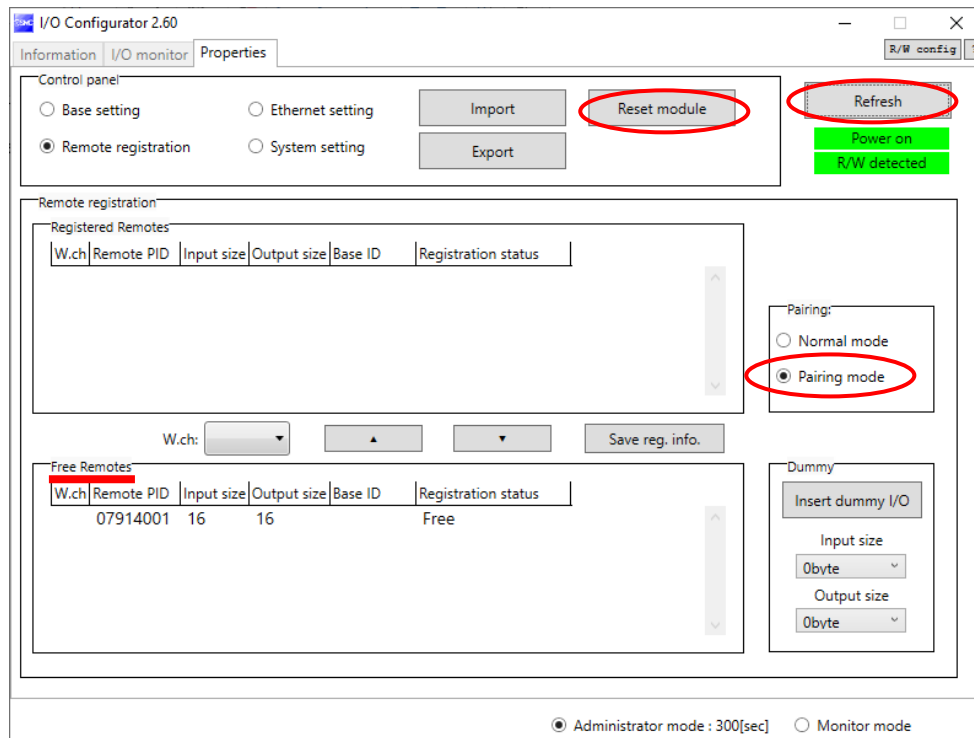 I/O Configurator 2.60
Information I/O monitor Properties
R/W config
Control panel
Base setting Ethernet setting Import Reset module Refresh
Remote registration System setting Export
Power on
R/W detected
Remote registration
Registered Remotes
W.ch Remote PID Input size Output size Base ID Registration status
Pairing:
Normal mode
Pairing mode
W.ch: ▲ ▼ Save reg. info.
Free Remotes
W.ch Remote PID Input size Output size Base ID Registration status
07914001 16 16 Free
Dummy
Insert dummy I/O
Input size
0byte
Output size
0byte
Administrator mode : 300[sec] Monitor mode